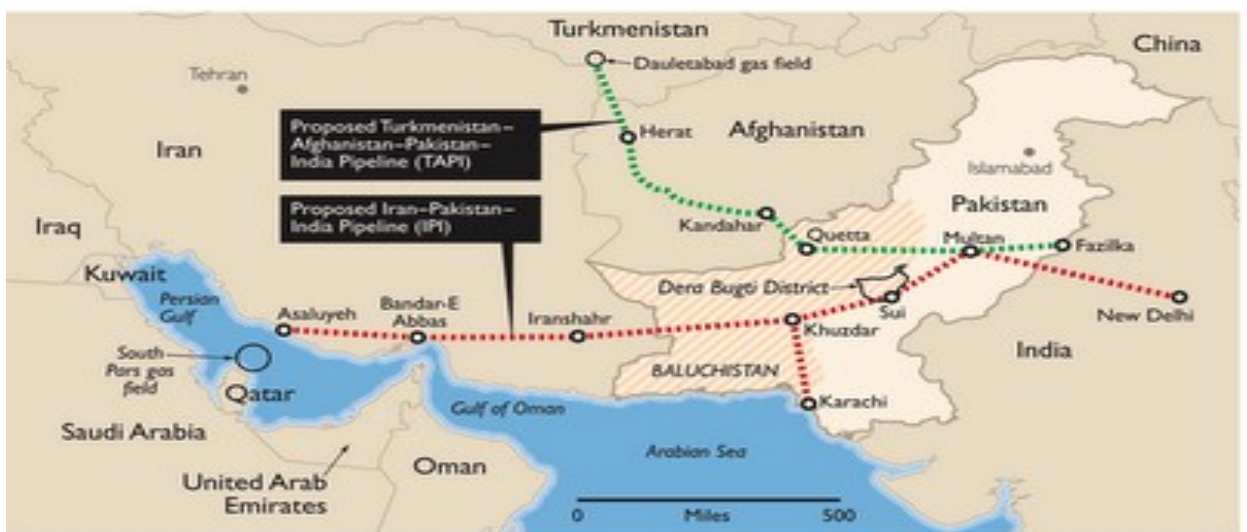 Turkmenistan
China
Dauletabad gas field
Tehran
Proposed Turkmenistan–
Afghanistan–Pakistan–
India Pipeline (TAPI)
Herat
Afghanistan
Iran
Islamabad
Proposed Iran–Pakistan–
India Pipeline (IPI)
Pakistan
Iraq
Kandahar
Quetta
Multan
Fazilka
Kuwait
Persian
Gulf
Dera Bugti District
Asaluyeh
Bandar-E
Abbas
Iranshahr
Sui
Khuzdar
New Delhi
South
Pars gas
field
India
BALUCHISTAN
Qatar
Gulf of Oman
Karachi
Saudi Arabia
Arabian Sea
Oman
United Arab
Emirates
0 Miles 500